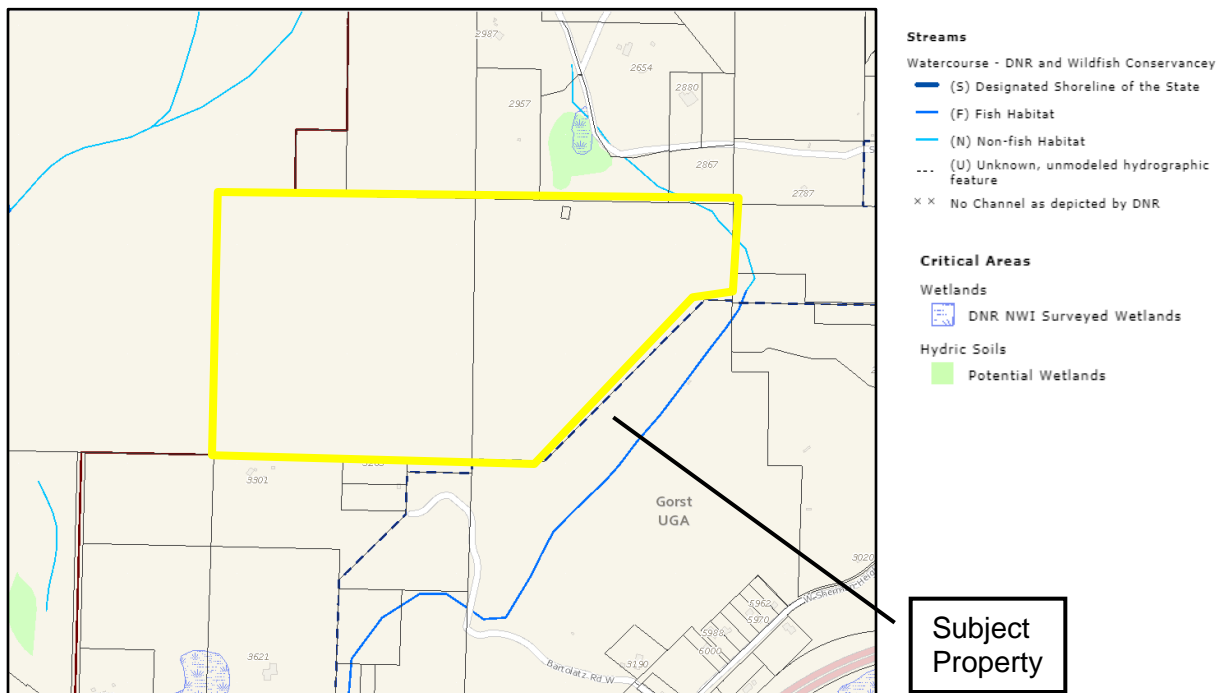 2987
2654
2880
2957
2867
2787
3301
Gorst
UGA
3020
5962
5970
5988
6000
3190
3621
Bartolatz Rd W
Streams
Watercourse - DNR and Wildfish Conservancey
(S) Designated Shoreline of the State
(F) Fish Habitat
(N) Non-fish Habitat
(U) Unknown, unmodeled hydrographic
feature
× × No Channel as depicted by DNR
Critical Areas
Wetlands
DNR NWI Surveyed Wetlands
Hydric Soils
Potential Wetlands
Subject
Property